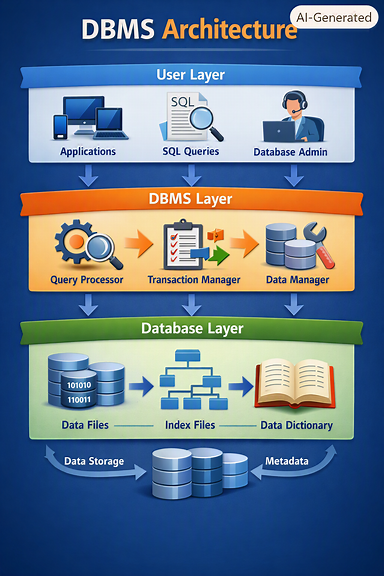 DBMS Architecture
AI-Generated
User Layer
SQL
Applications
SQL Queries
Database Admin
DBMS Layer
Query Processor
Transaction Manager
Data Manager
Database Layer
101010
110011
Data Files
Index Files
Data Dictionary
Data Storage
Metadata